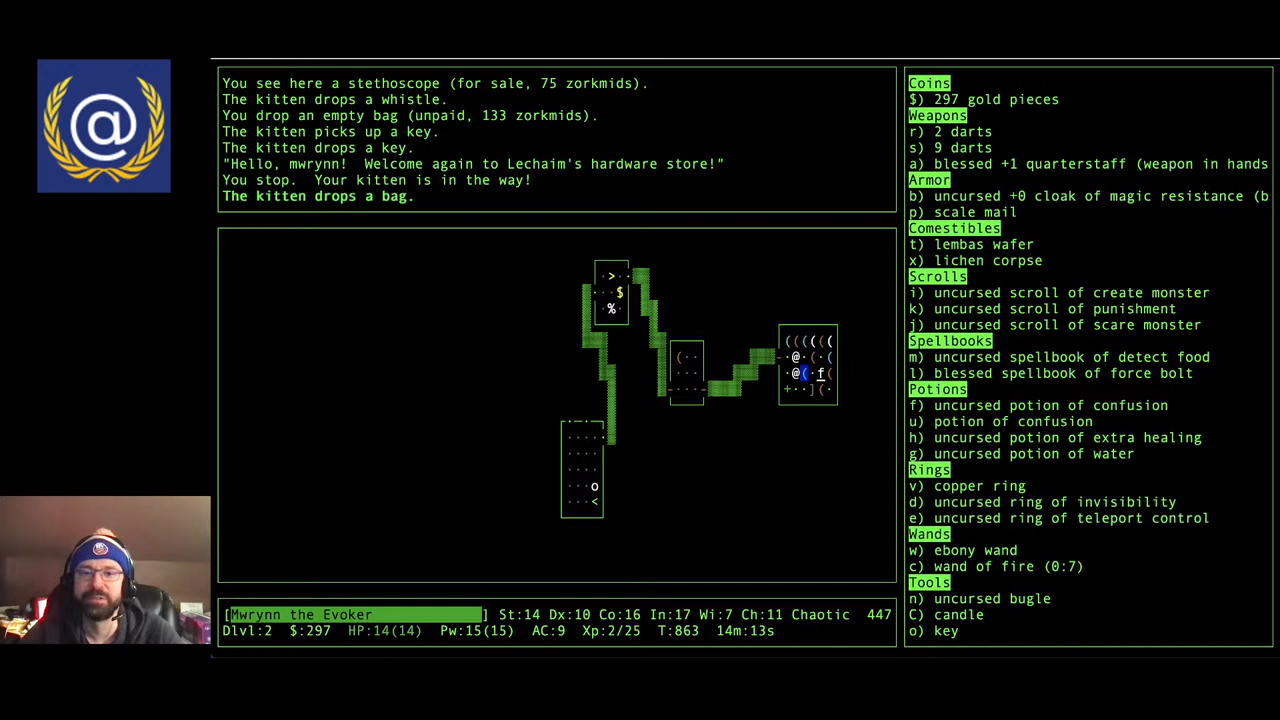 @
You see here a stethoscope (for sale, 75 zorkmids).
The kitten drops a whistle.
You drop an empty bag (unpaid, 133 zorkmids).
The kitten picks up a key.
The kitten drops a key.
"Hello, mwrynn!  Welcome again to Lechaim's hardware store!"
You stop.  Your kitten is in the way!
The kitten drops a bag.
·>··
····$
·%·
((((((
-·@·(·(
(··
·@(·f(
···
+··](·
·····
····
····
···o
···<
[Mwrynn the Evoker ] St:14 Dx:10 Co:16 In:17 Wi:7 Ch:11 Chaotic 447
Dlvl:2 $:297 HP:14(14) Pw:15(15) AC:9 Xp:2/25 T:863 14m:13s
Coins
$) 297 gold pieces
Weapons
r) 2 darts
s) 9 darts
a) blessed +1 quarterstaff (weapon in hands
Armor
b) uncursed +0 cloak of magic resistance (b
p) scale mail
Comestibles
t) lembas wafer
x) lichen corpse
Scrolls
i) uncursed scroll of create monster
k) uncursed scroll of punishment
j) uncursed scroll of scare monster
Spellbooks
m) uncursed spellbook of detect food
l) blessed spellbook of force bolt
Potions
f) uncursed potion of confusion
u) potion of confusion
h) uncursed potion of extra healing
g) uncursed potion of water
Rings
v) copper ring
d) uncursed ring of invisibility
e) uncursed ring of teleport control
Wands
w) ebony wand
c) wand of fire (0:7)
Tools
n) uncursed bugle
C) candle
o) key